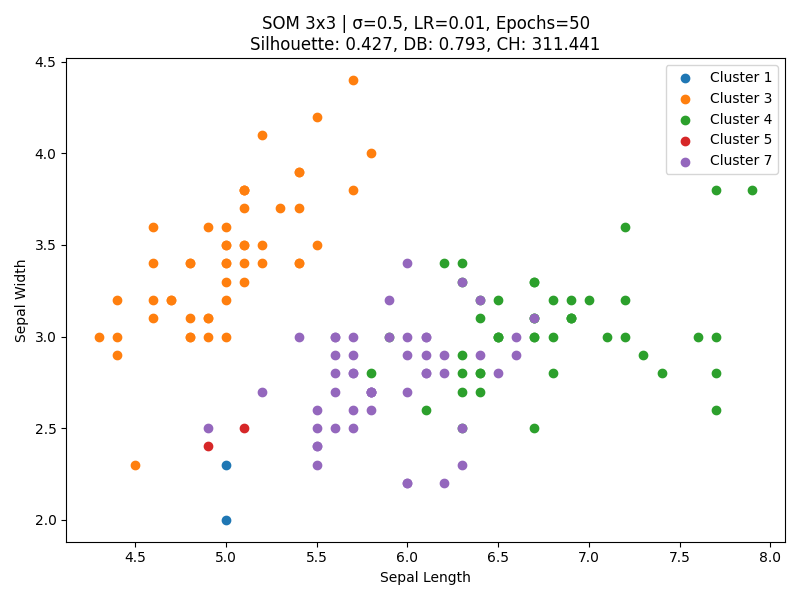 SOM 3x3 | σ=0.5, LR=0.01, Epochs=50
Silhouette: 0.427, DB: 0.793, CH: 311.441
Cluster 1
Cluster 3
Cluster 4
Cluster 5
Cluster 7
4.5
4.0
3.5
3.0
2.5
2.0
Sepal Width
4.5 5.0 5.5 6.0 6.5 7.0 7.5 8.0
Sepal Length